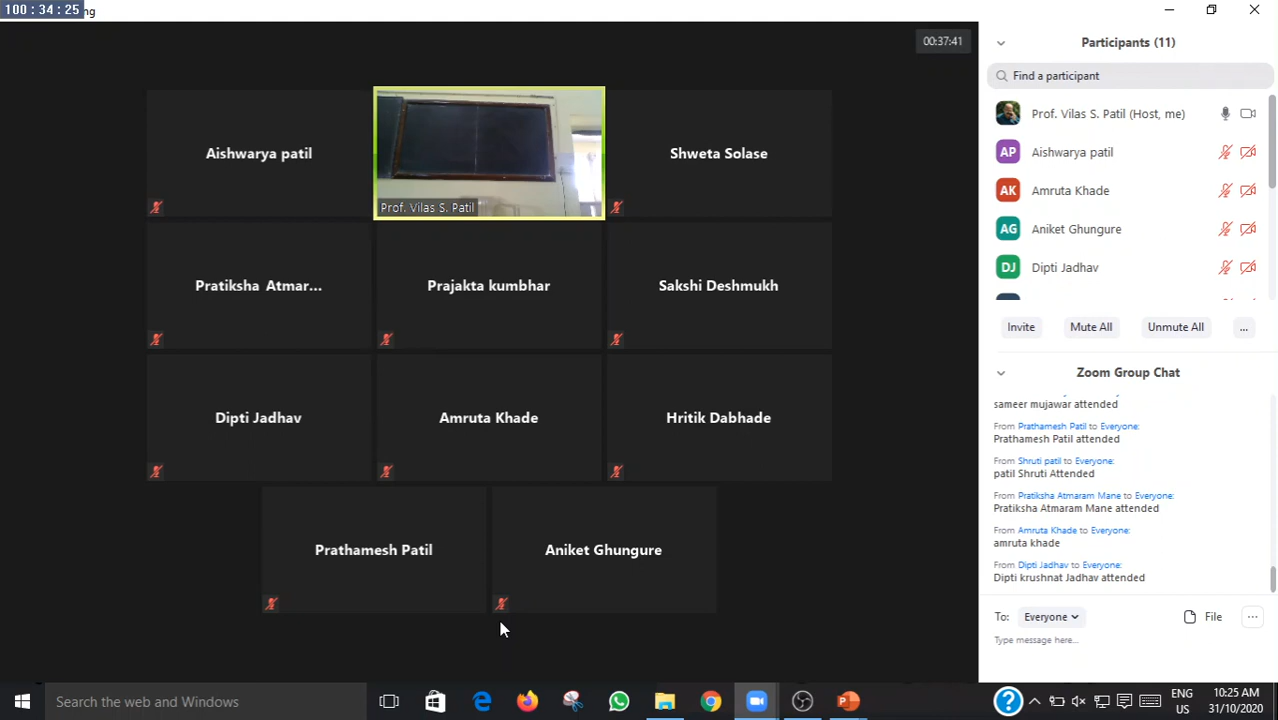 100:34:25 ng
00:37:41
Aishwarya patil
Prof. Vilas S. Patil
Shweta Solase
Pratiksha Atmar...
Prajakta kumbhar
Sakshi Deshmukh
Dipti Jadhav
Amruta Khade
Hritik Dabhade
Prathamesh Patil
Aniket Ghungure
Participants (11)
Find a participant
Prof. Vilas S. Patil (Host, me)
AP Aishwarya patil
AK Amruta Khade
AG Aniket Ghungure
DJ Dipti Jadhav
Invite Mute All Unmute All ...
Zoom Group Chat
sameer mujawar attended
From Prathamesh Patil to Everyone:
Prathamesh Patil attended
From Shruti patil to Everyone:
patil Shruti Attended
From Pratiksha Atmaram Mane to Everyone:
Pratiksha Atmaram Mane attended
From Amruta Khade to Everyone:
amruta khade
From Dipti Jadhav to Everyone:
Dipti krushnat Jadhav attended
To: Everyone File ...
Type message here...
Search the web and Windows
ENG 10:25 AM
US 31/10/2020